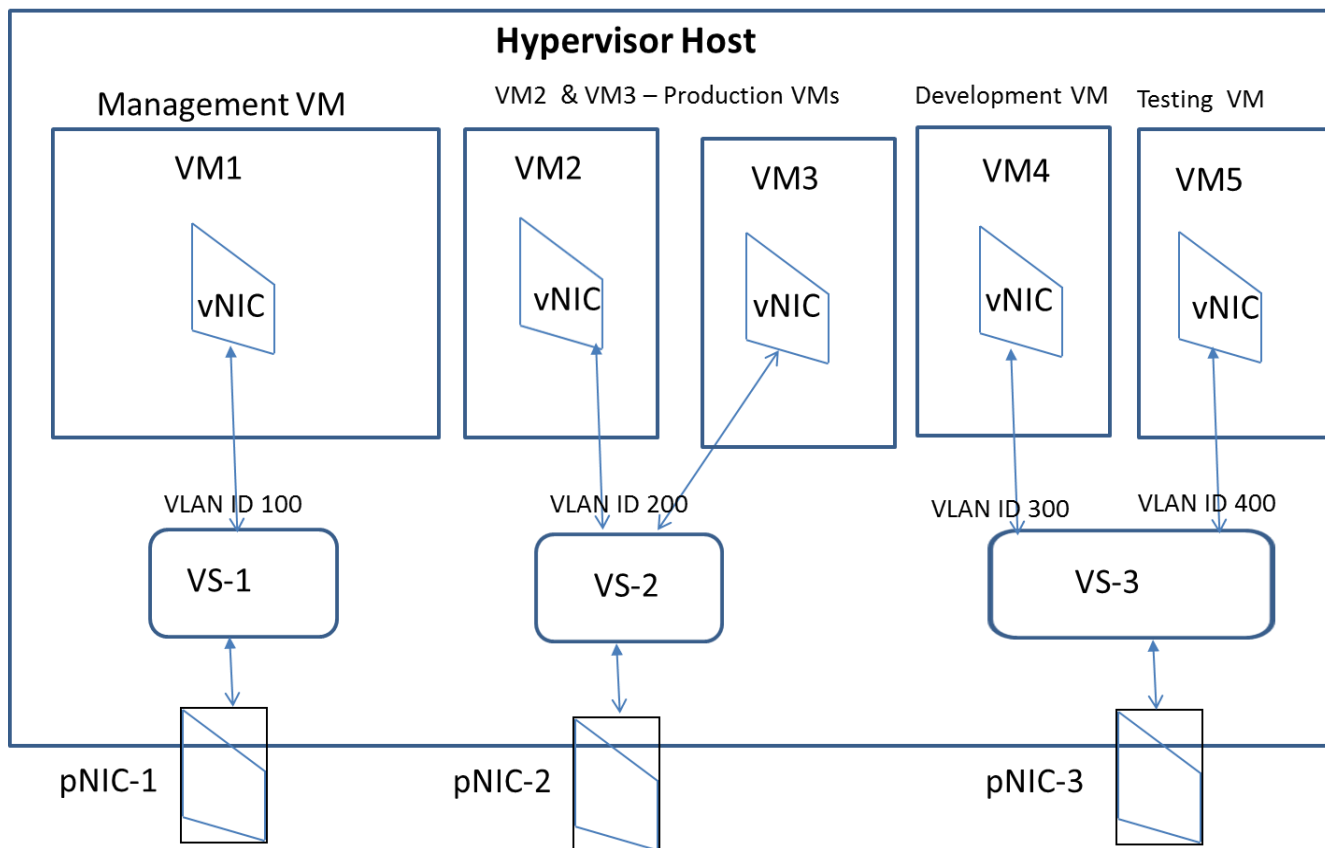 Hypervisor Host
Management VM
VM2 & VM3 – Production VMs
Development VM
Testing VM
VM1
VM2
VM3
VM4
VM5
vNIC
vNIC
vNIC
vNIC
vNIC
VLAN ID 100
VLAN ID 200
VLAN ID 300
VLAN ID 400
VS-1
VS-2
VS-3
pNIC-1
pNIC-2
pNIC-3